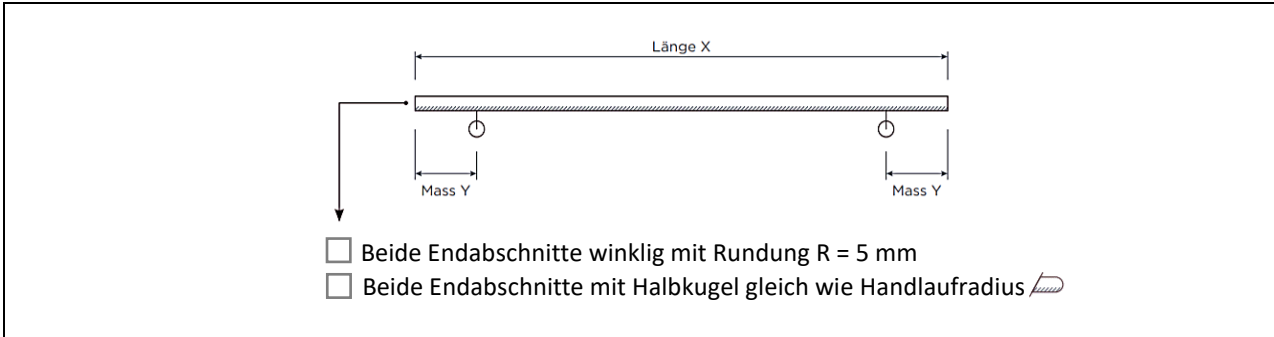 Länge X
Mass Y
Mass Y
Beide Endabschnitte winklig mit Rundung R = 5 mm
Beide Endabschnitte mit Halbkugel gleich wie Handlaufradius